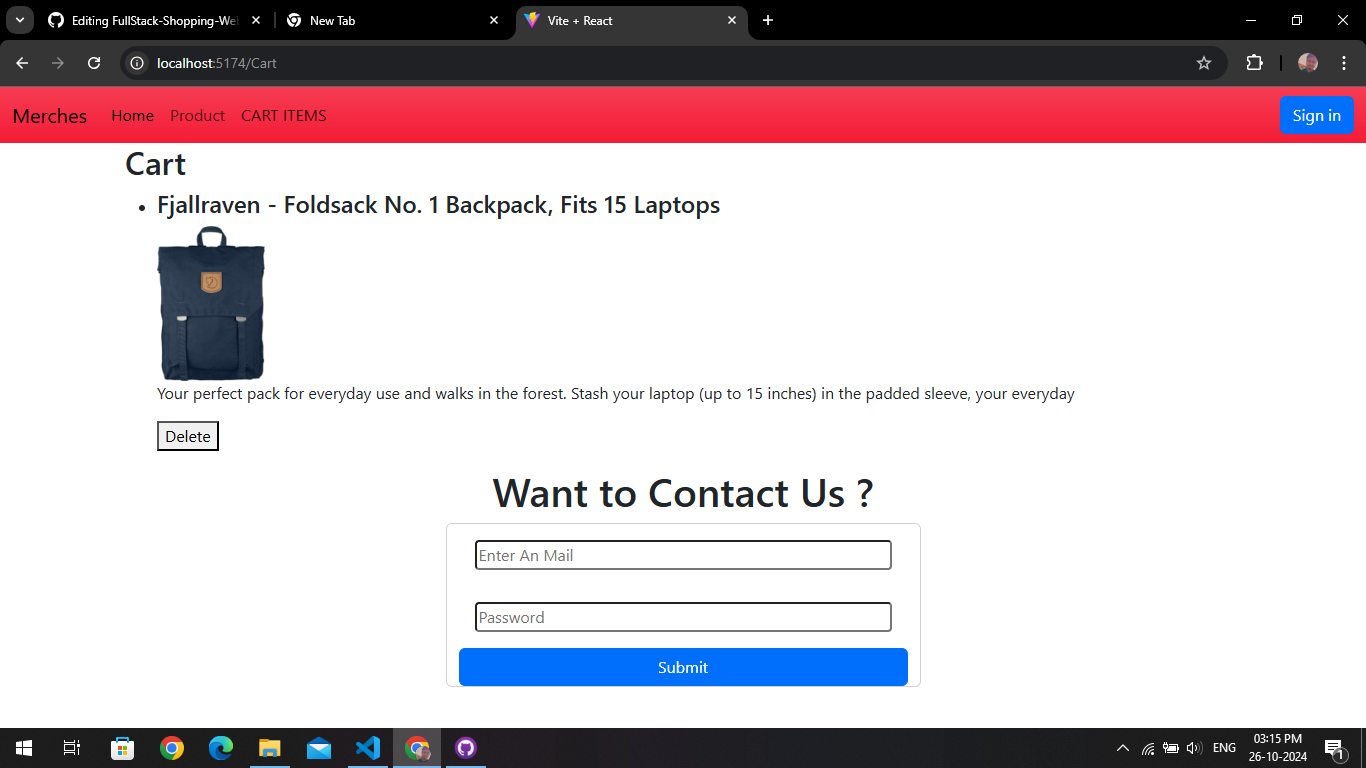 Editing FullStack-Shopping-Wel
New Tab
Vite + React
localhost:5174/Cart
Merches Home Product CART ITEMS Sign in
Cart
Fjallraven - Foldsack No. 1 Backpack, Fits 15 Laptops
Your perfect pack for everyday use and walks in the forest. Stash your laptop (up to 15 inches) in the padded sleeve, your everyday
Delete
Want to Contact Us ?
Enter An Mail
Password
Submit
ENG
03:15 PM
26-10-2024
1